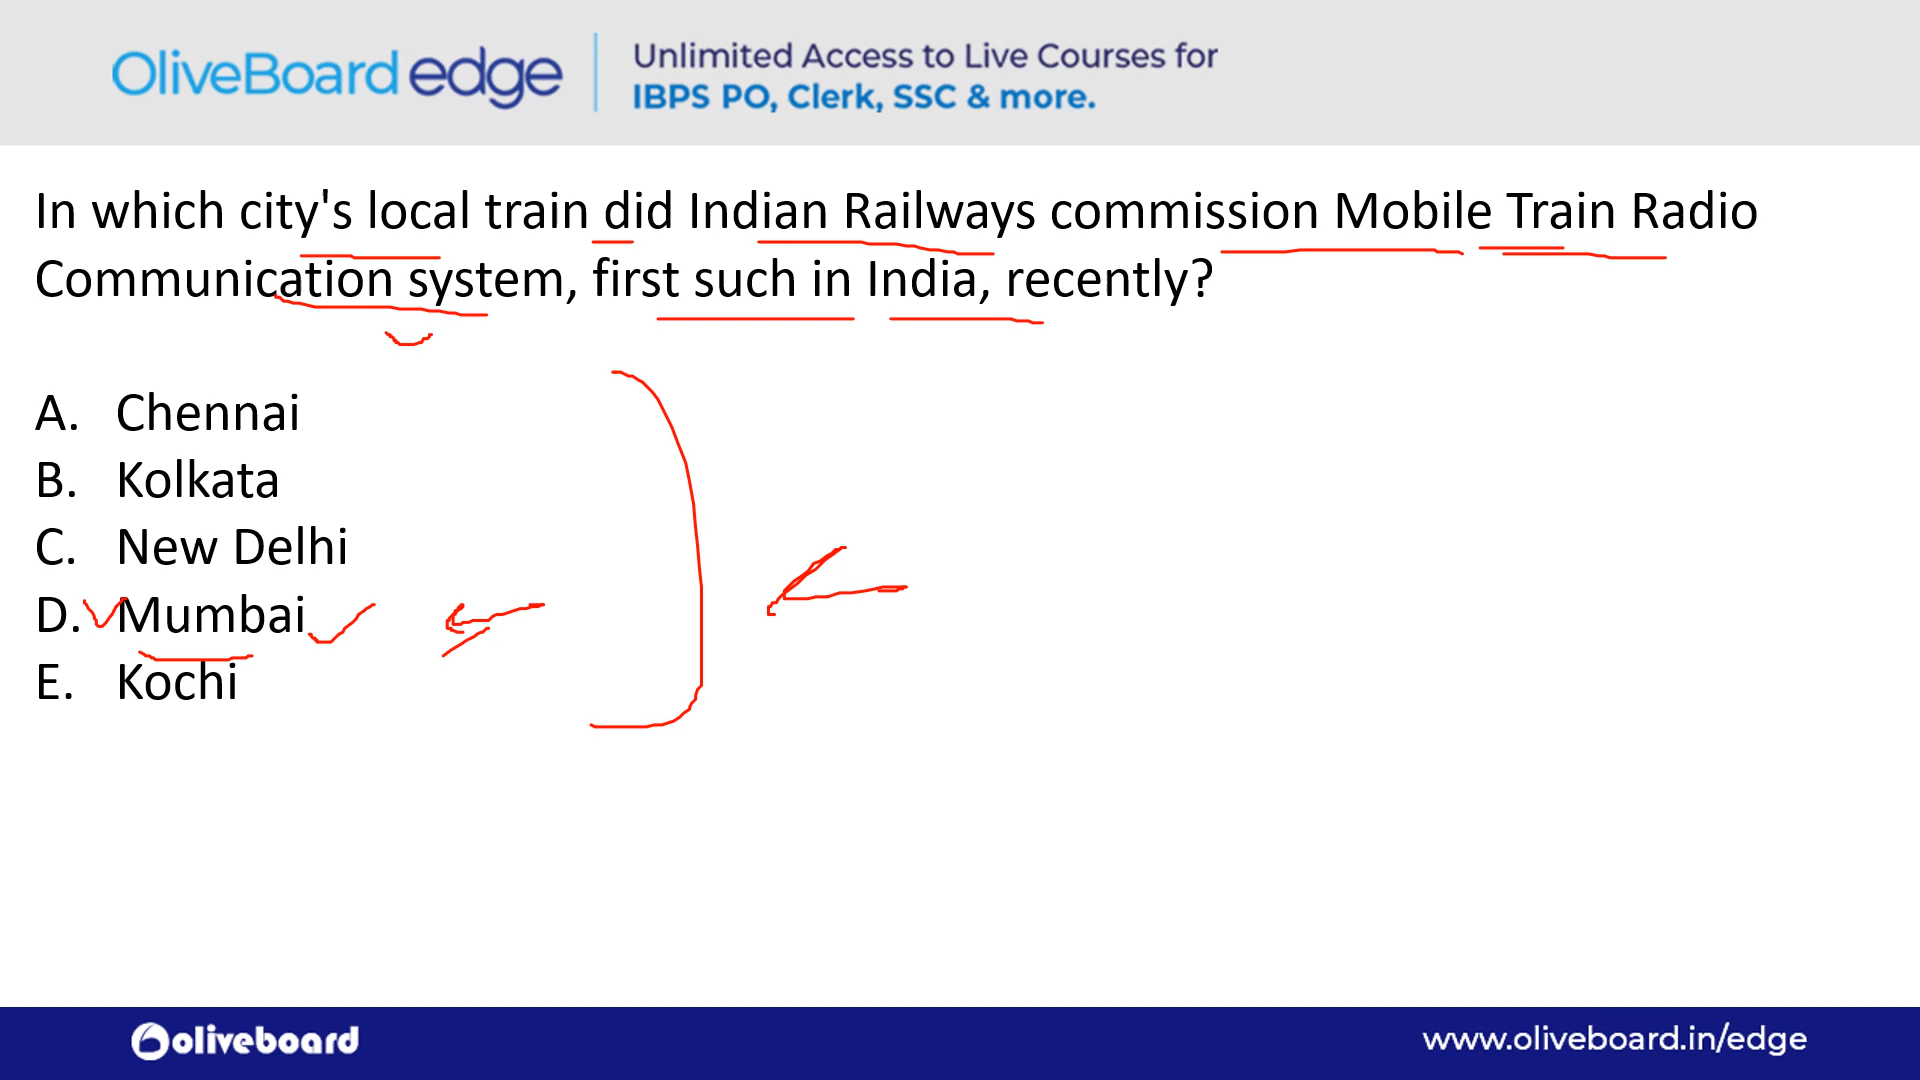 OliveBoard edge
Unlimited Access to Live Courses for
IBPS PO, Clerk, SSC & more.
In which city's local train did Indian Railways commission Mobile Train Radio
Communication system, first such in India, recently?
A. Chennai
B. Kolkata
C. New Delhi
D. Mumbai
E. Kochi
oliveboard
www.oliveboard.in/edge